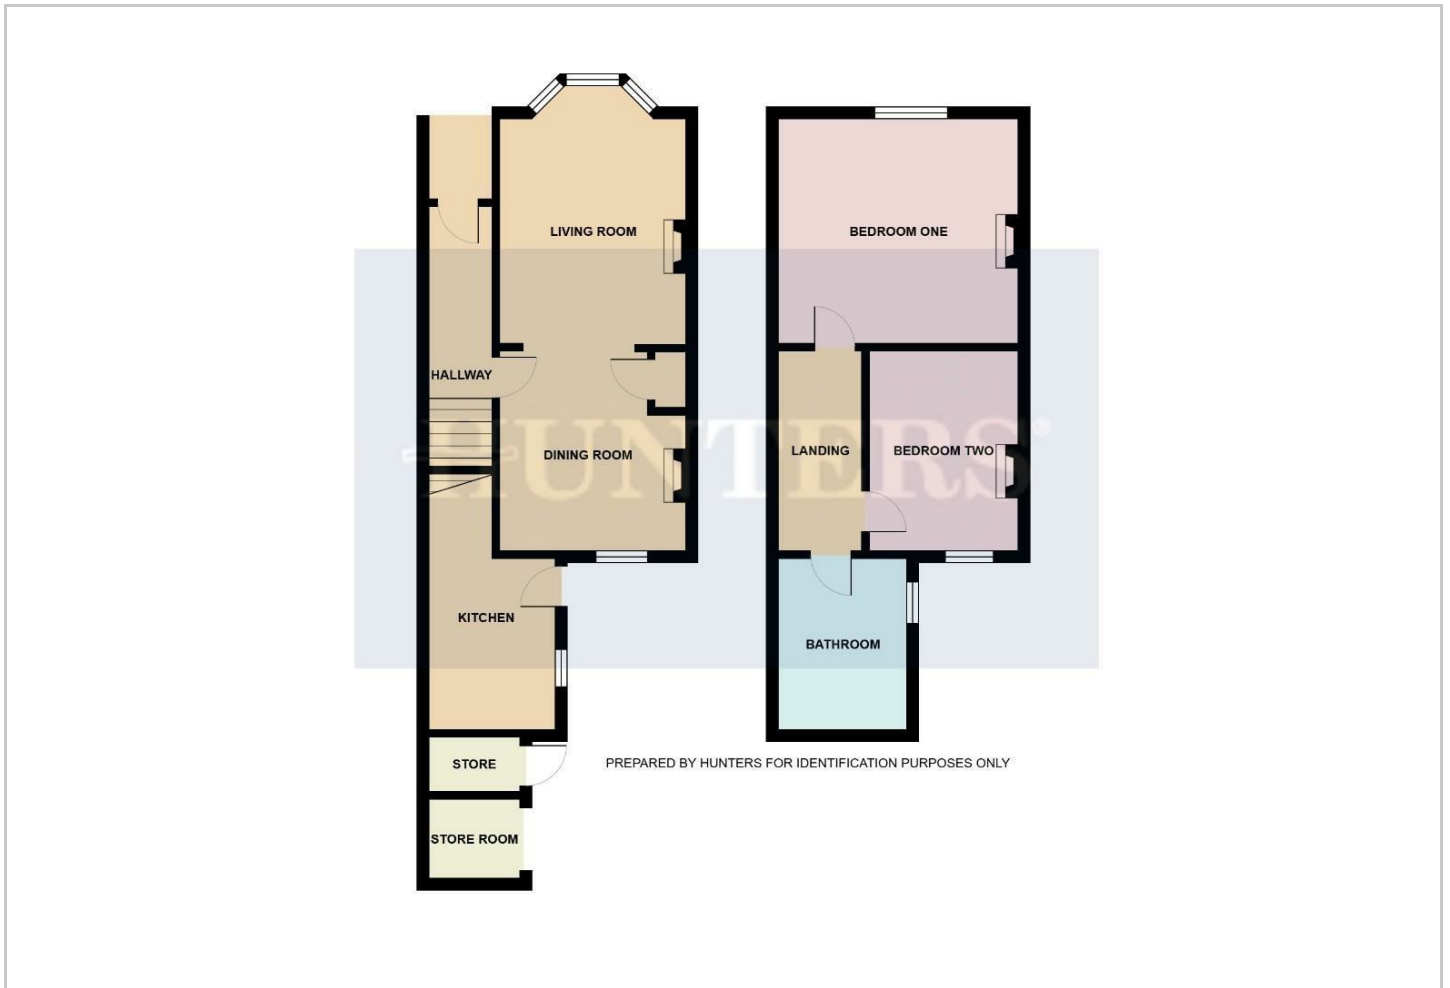 LIVING ROOM
BEDROOM ONE
HALLWAY
DINING ROOM
LANDING
BEDROOM TWO
HUNTERS®
KITCHEN
BATHROOM
STORE
PREPARED BY HUNTERS FOR IDENTIFICATION PURPOSES ONLY
STORE ROOM